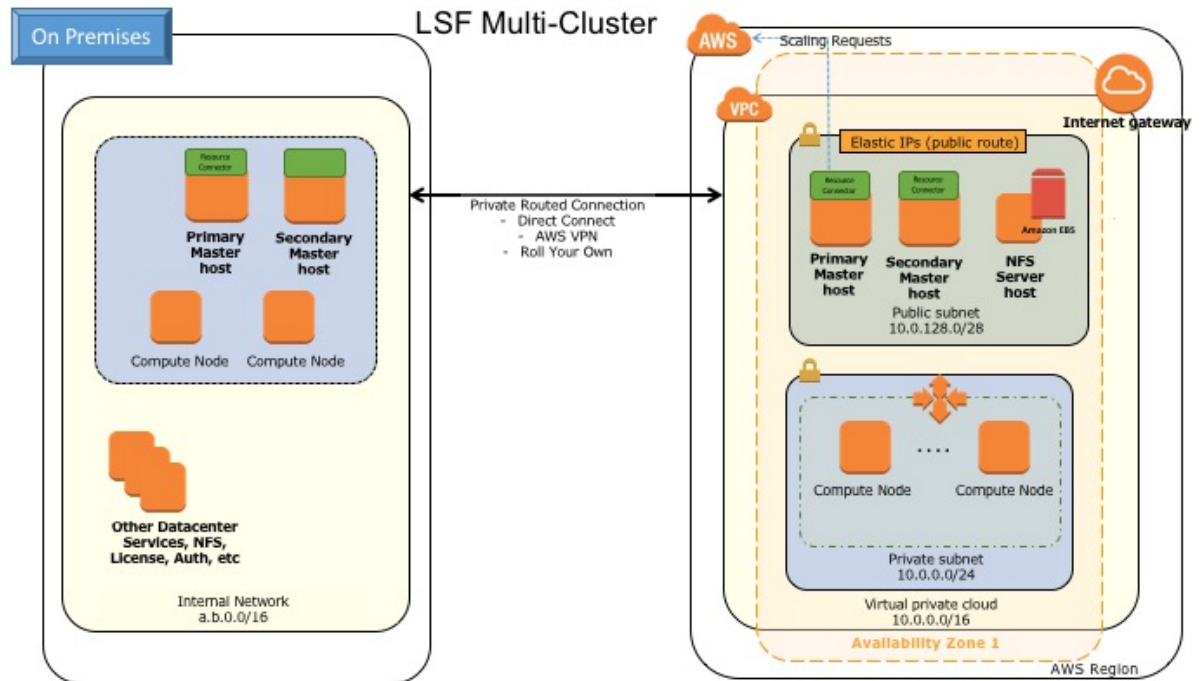 LSF Multi-Cluster
On Premises
Resource
Connector
Primary
Master
host
Secondary
Master
host
Compute Node
Compute Node
Other Datacenter
Services, NFS,
License, Auth, etc
Internal Network
a.b.0.0/16
Private Routed Connection
- Direct Connect
- AWS VPN
- Roll Your Own
AWS
Scaling Requests
VPC
Internet gateway
Elastic IPs (public route)
Resource
Connector
Resource
Connector
Amazon EBS
Primary
Master
host
Secondary
Master
host
NFS
Server
host
Public subnet
10.0.128.0/28
....
Compute Node
Compute Node
Private subnet
10.0.0.0/24
Virtual private cloud
10.0.0.0/16
Availability Zone 1
AWS Region